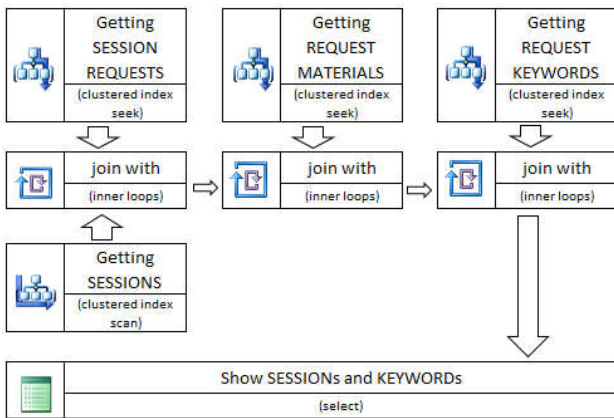 Getting
SESSION
REQUESTS
(clustered index
seek)
Getting
REQUEST
MATERIALS
(clustered index
seek)
Getting
REQUEST
KEYWORDS
(clustered index
seek)
join with
(inner loops)
join with
(inner loops)
join with
(inner loops)
Getting
SESSIONS
(clustered index
scan)
Show SESSIONs and KEYWORDs
(select)